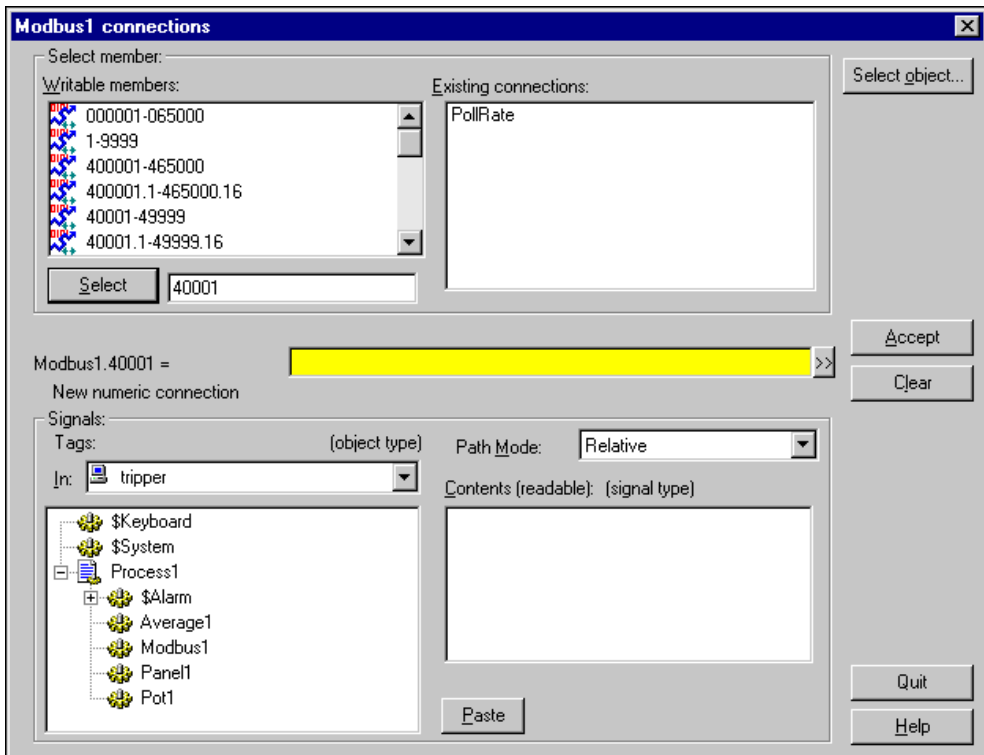 Modbus1 connections
Select member:
Writable members:
000001-065000
1-9999
400001-465000
400001.1-465000.16
40001-49999
40001.1-49999.16
Select
40001
Existing connections:
PollRate
Select object...
Modbus1.40001 =
>>
New numeric connection
Accept
Clear
Signals:
Tags: (object type)
In: tripper
$Keyboard
$System
Process1
$Alarm
Average1
Modbus1
Panel1
Pot1
Path Mode: Relative
Contents (readable): (signal type)
Paste
Quit
Help